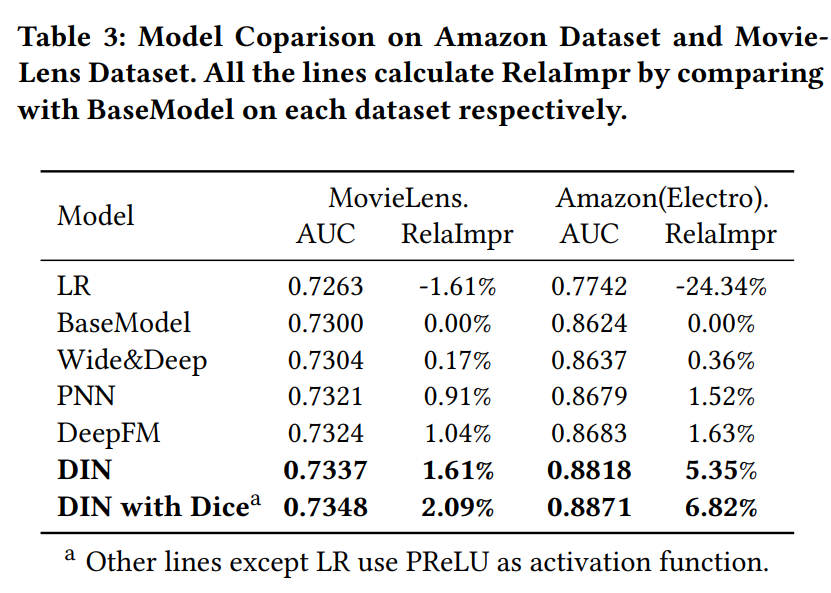 Table 3: Model Coparison on Amazon Dataset and Movie-
Lens Dataset. All the lines calculate RelaImpr by comparing
with BaseModel on each dataset respectively.
Model MovieLens. Amazon(Electro).
AUC RelaImpr AUC RelaImpr
LR 0.7263 -1.61% 0.7742 -24.34%
BaseModel 0.7300 0.00% 0.8624 0.00%
Wide&Deep 0.7304 0.17% 0.8637 0.36%
PNN 0.7321 0.91% 0.8679 1.52%
DeepFM 0.7324 1.04% 0.8683 1.63%
DIN 0.7337 1.61% 0.8818 5.35%
DIN with Dice^a 0.7348 2.09% 0.8871 6.82%
^a Other lines except LR use PReLU as activation function.